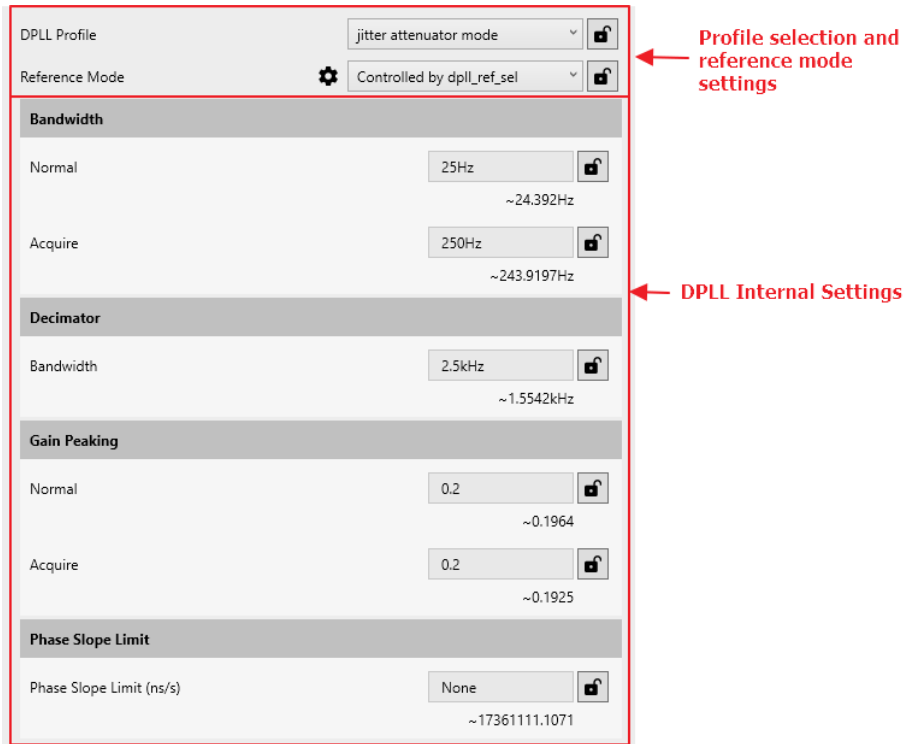 DPLL Profile
jitter attenuator mode
Reference Mode
Controlled by dpll_ref_sel
Profile selection and
reference mode
settings
Bandwidth
Normal
25Hz
~24.392Hz
Acquire
250Hz
~243.9197Hz
DPLL Internal Settings
Decimator
Bandwidth
2.5kHz
~1.5542kHz
Gain Peaking
Normal
0.2
~0.1964
Acquire
0.2
~0.1925
Phase Slope Limit
Phase Slope Limit (ns/s)
None
~17361111.1071